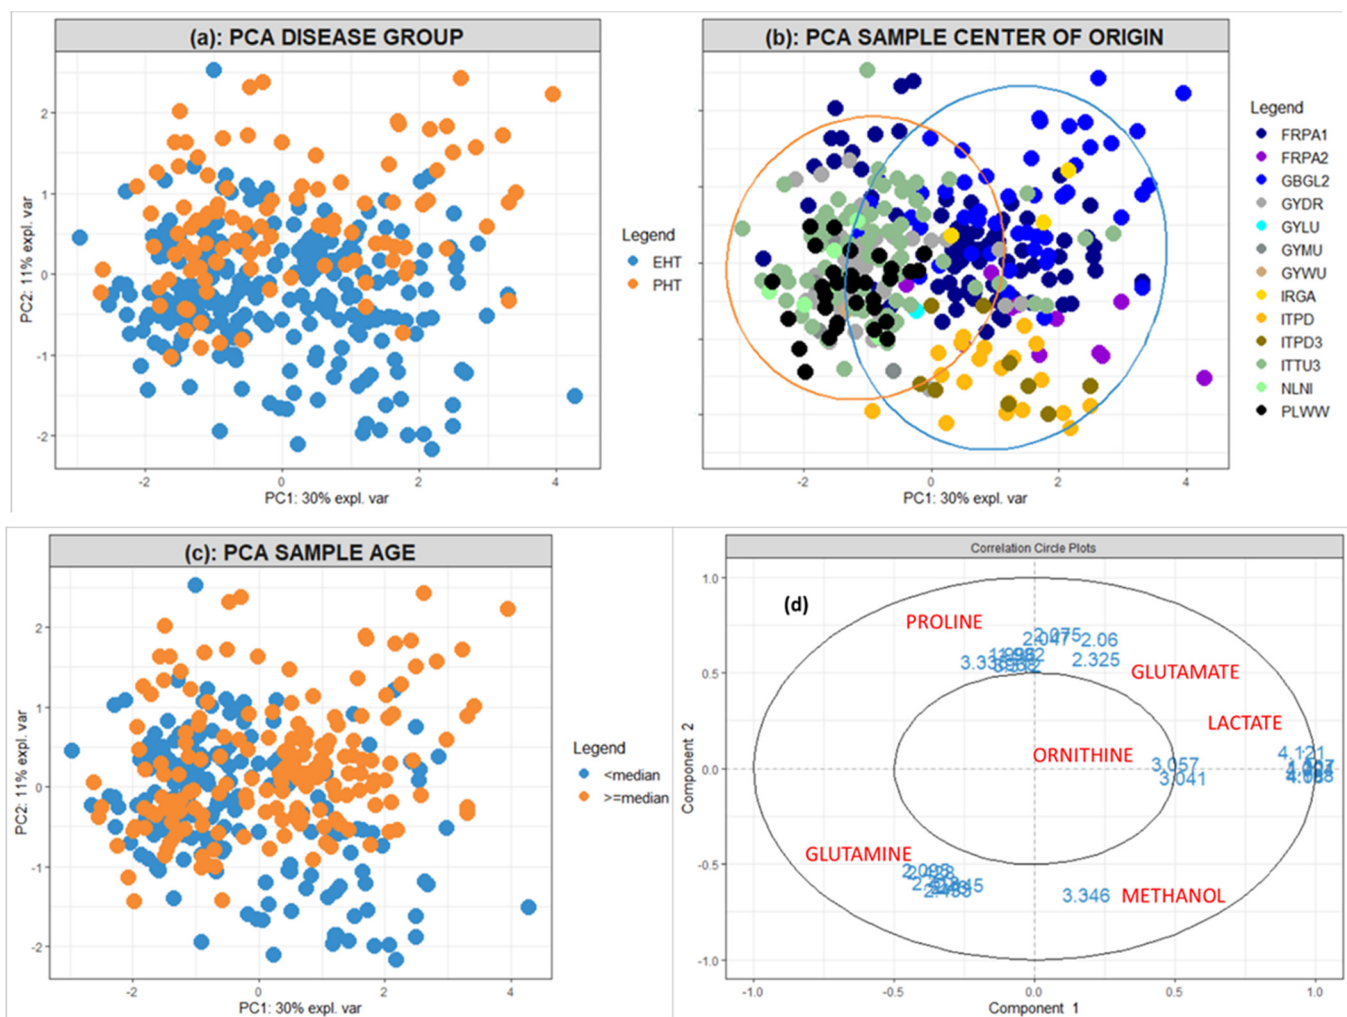 (a): PCA DISEASE GROUP
PC2: 11% expl. var
2
1
0
-1
-2
-2
0
2
4
PC1: 30% expl. var
Legend
EHT
PHT
(b): PCA SAMPLE CENTER OF ORIGIN
-2
0
2
4
PC1: 30% expl. var
Legend
FRPA1
FRPA2
GBGL2
GYDR
GYLU
GYMU
GYWU
IRGA
ITPD
ITPD3
ITTU3
NLNI
PLWW
(c): PCA SAMPLE AGE
PC2: 11% expl. var
2
1
0
-1
-2
-2
0
2
4
PC1: 30% expl. var
Legend
<median
>=median
Correlation Circle Plots
(d)
Component 2
1.0
0.5
0.0
-0.5
-1.0
PROLINE
2.075
2.047
2.06
2.325
GLUTAMATE
LACTATE
4.121
ORNITHINE
3.057
3.041
GLUTAMINE
2.095
3.346
METHANOL
-1.0
-0.5
0.0
0.5
1.0
Component 1